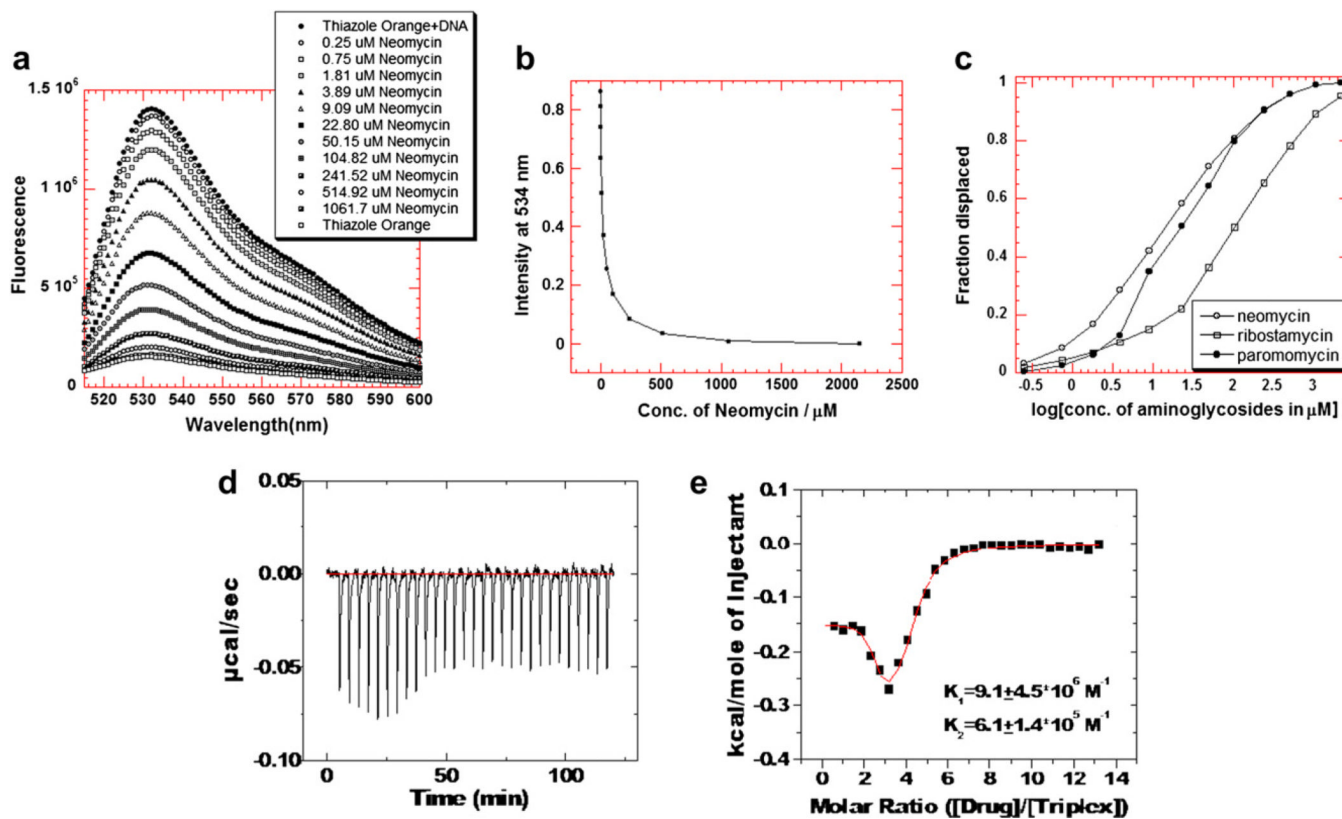 a
Thiazole Orange+DNA
0.25 uM Neomycin
0.75 uM Neomycin
1.81 uM Neomycin
3.89 uM Neomycin
9.09 uM Neomycin
22.80 uM Neomycin
50.15 uM Neomycin
104.82 uM Neomycin
241.52 uM Neomycin
514.92 uM Neomycin
1061.7 uM Neomycin
Thiazole Orange
1.5 10⁶
1 10⁶
5 10⁵
0
Fluorescence
520 530 540 550 560 570 580 590 600
Wavelength(nm)
b
0.8
0.6
0.4
0.2
0
Intensity at 534 nm
0 500 1000 1500 2000 2500
Conc. of Neomycin / μM
c
1
0.8
0.6
0.4
0.2
0
Fraction displaced
neomycin
ribostamycin
paromomycin
-0.5 0 0.5 1 1.5 2 2.5 3
log[conc. of aminoglycosides in μM]
d
0.05
0.00
-0.05
-0.10
μcal/sec
0 50 100
Time (min)
e
0.1
0.0
-0.1
-0.2
-0.3
-0.4
kcal/mole of Injectant
K₁=9.1±4.5*10⁶ M⁻¹
K₂=6.1±1.4*10⁵ M⁻¹
0 2 4 6 8 10 12 14
Molar Ratio ([Drug]/[Triplex])